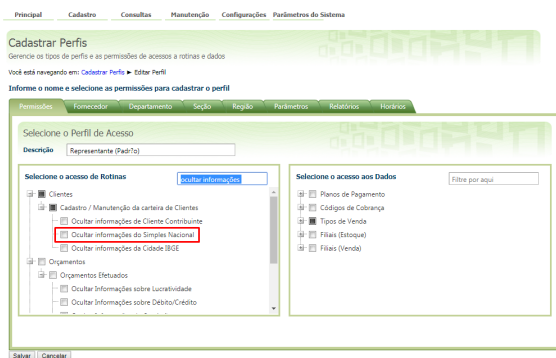 Principal Cadastro Consultas Manutenção Configurações Parâmetros do Sistema
Cadastrar Perfis
Gerencie os tipos de perfis e as permissões de acessos a rotinas e dados
Você está navegando em: Cadastrar Perfis ► Editar Perfil
Informe o nome e selecione as permissões para cadastrar o perfil
Permissões Fornecedor Departamento Seção Região Parâmetros Relatórios Horários
Selecione o Perfil de Acesso
Descrição Representante (Padr?o)
Selecione o acesso de Rotinas ocultar informações
Clientes
Cadastro / Manutenção da carteira de Clientes
Ocultar informações de Cliente Contribuinte
Ocultar informações do Simples Nacional
Ocultar informações da Cidade IBGE
Orçamentos
Orçamentos Efetuados
Ocultar Informações sobre Lucratividade
Ocultar Informações sobre Débito/Crédito
Selecione o acesso aos Dados Filtre por aqui
Planos de Pagamento
Códigos de Cobrança
Tipos de Venda
Filiais (Estoque)
Filiais (Venda)
Salvar Cancelar